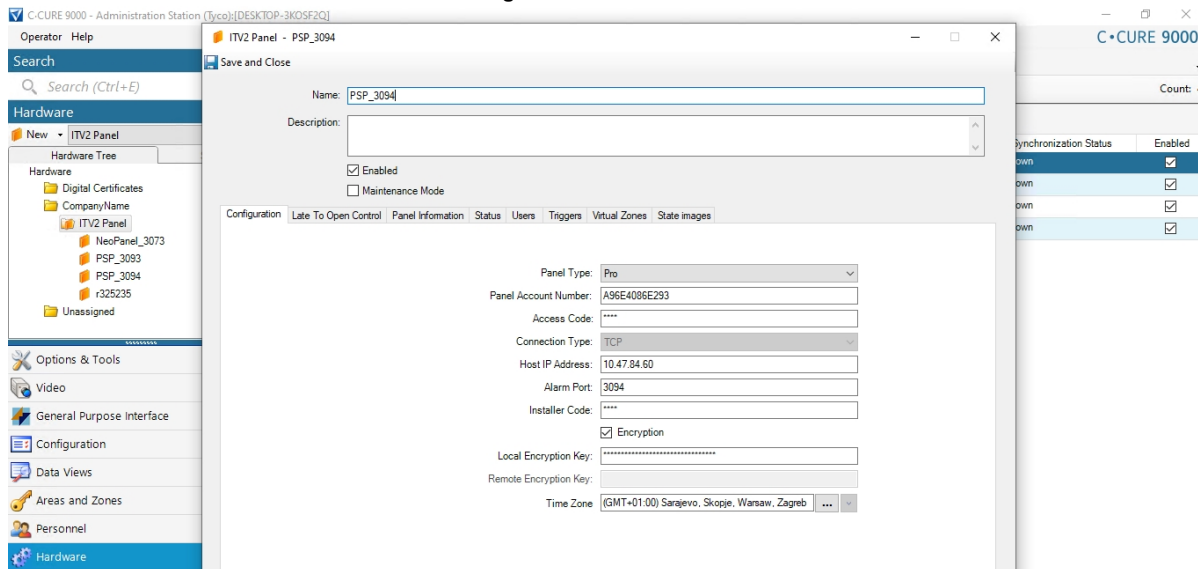 C•CURE 9000 - Administration Station (Tyco):[DESKTOP-3KOSF2Q]
Operator Help
C•CURE 9000
Search
Search (Ctrl+E)
Count:
Hardware
New ITV2 Panel
Hardware Tree
Hardware
Digital Certificates
CompanyName
ITV2 Panel
NeoPanel_3073
PSP_3093
PSP_3094
r325235
Unassigned
Options & Tools
Video
General Purpose Interface
Configuration
Data Views
Areas and Zones
Personnel
Hardware
ITV2 Panel - PSP_3094
Save and Close
Name: PSP_3094
Description:
Enabled
Maintenance Mode
Configuration Late To Open Control Panel Information Status Users Triggers Virtual Zones State images
Panel Type: Pro
Panel Account Number: A96E4086E293
Access Code: ****
Connection Type: TCP
Host IP Address: 10.47.84.60
Alarm Port: 3094
Installer Code: ****
Encryption
Local Encryption Key: ********************************
Remote Encryption Key:
Time Zone (GMT+01:00) Sarajevo, Skopje, Warsaw, Zagreb ...
Synchronization Status Enabled
own
own
own
own